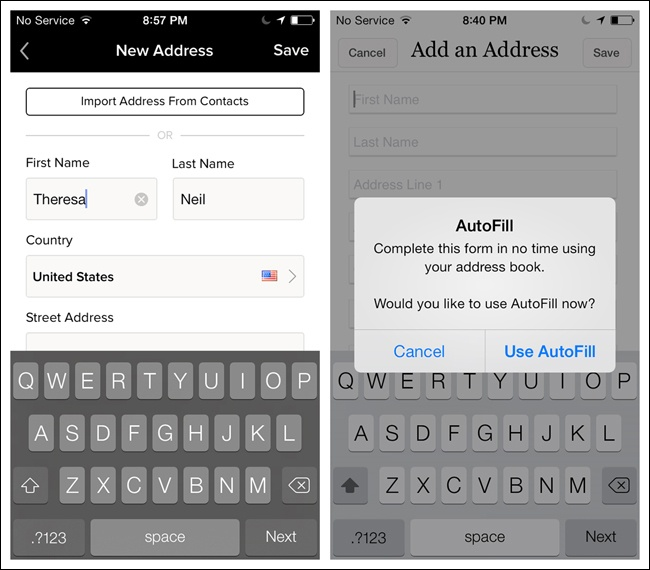 No Service 8:57 PM
New Address Save
Import Address From Contacts
OR
First Name Last Name
Theresa Neil
Country
United States
Street Address
Q W E R T Y U I O P
A S D F G H J K L
Z X C V B N M
.?123 space Next
No Service 8:40 PM
Cancel Add an Address Save
First Name
Last Name
Address Line 1
AutoFill
Complete this form in no time using
your address book.
Would you like to use AutoFill now?
Cancel Use AutoFill
Q W E R T Y U I O P
A S D F G H J K L
Z X C V B N M
.?123 space Next